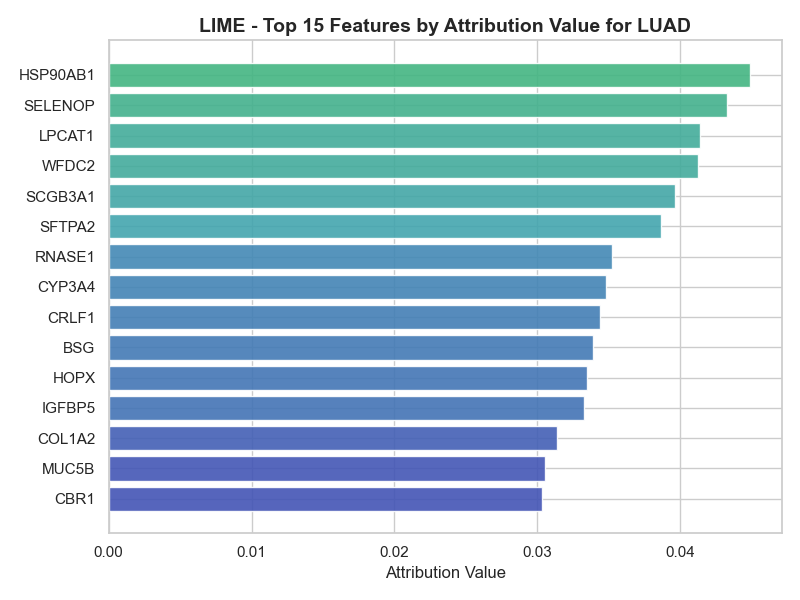 LIME - Top 15 Features by Attribution Value for LUAD
HSP90AB1
SELENOP
LPCAT1
WFDC2
SCGB3A1
SFTPA2
RNASE1
CYP3A4
CRLF1
BSG
HOPX
IGFBP5
COL1A2
MUC5B
CBR1
0.00 0.01 0.02 0.03 0.04
Attribution Value